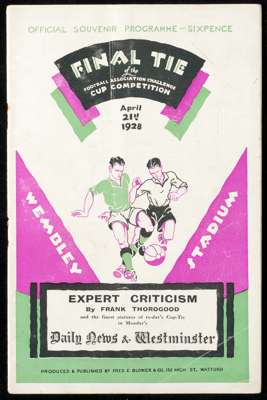 OFFICIAL SOUVENIR PROGRAMME — SIXPENCE
FINAL TIE
of the
FOOTBALL ASSOCIATION CHALLENGE
CUP COMPETITION
April
21st
1928
WEMBLEY
STADIUM
EXPERT CRITICISM
By FRANK THOROGOOD
and the finest pictures of to-day's Cup-Tie
in Monday's
Daily News & Westminster
PRODUCED & PUBLISHED BY FRED E. BOWER & Co, 152 HIGH ST, WATFORD